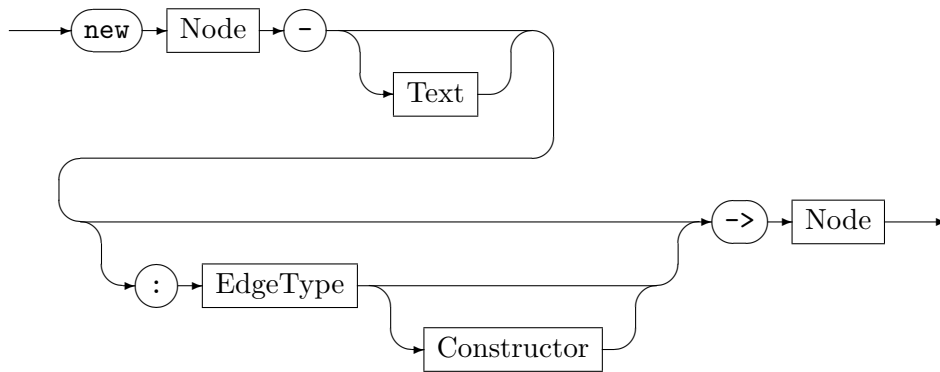 new Node -
Text
-> Node
: EdgeType
Constructor